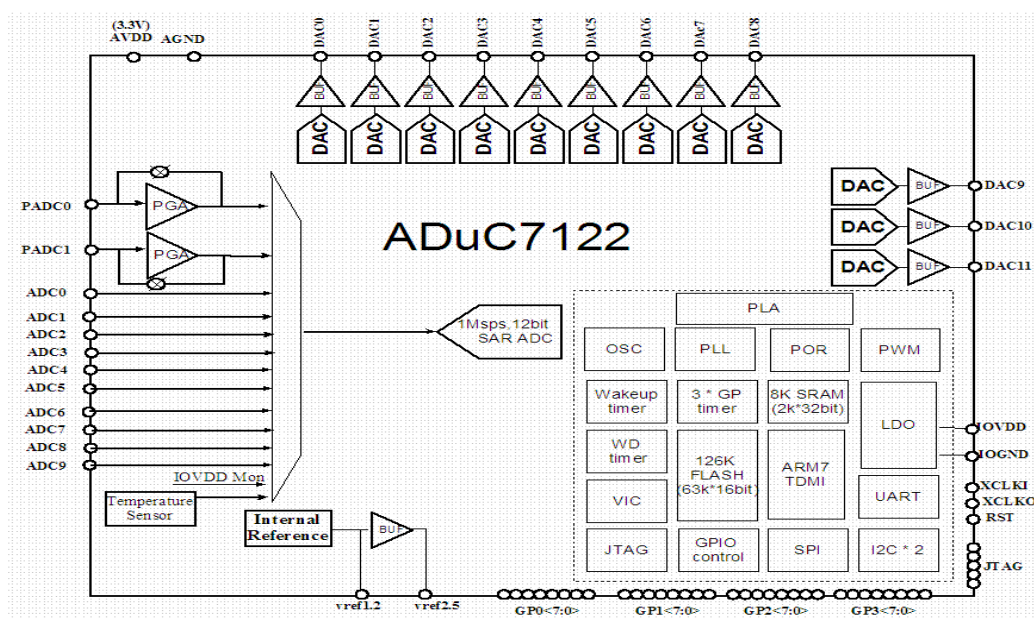 (3.3V)
AVDD AGND
DAC0 DAC1 DAC2 DAC3 DAC4 DAC5 DAC6 DAc7 DAC8
BUF BUF BUF BUF BUF BUF BUF BUF BUF
DAC DAC DAC DAC DAC DAC DAC DAC DAC
DAC BUF DAC9
DAC BUF DAC10
DAC BUF DAC11
ADuC7122
PADC0 PGA
PADC1 PGA
ADC0
ADC1
ADC2
ADC3
ADC4
ADC5
ADC6
ADC7
ADC8
ADC9
IOVDD Mon
Temperature
Sensor
1Msps,12bit
SAR ADC
Internal
Reference
BUF
vref1.2 vref2.5
PLA
OSC PLL POR PWM
Wakeup
timer
3 * GP
timer
8K SRAM
(2k*32bit)
LDO
WD
timer
126K
FLASH
(63k*16bit)
ARM7
TDMI
VIC
UART
JTAG
GPIO
control
SPI
I2C * 2
IOVDD
IOGND
XCLKI
XCLKO
RST
JTAG
GP0<7:0> GP1<7:0> GP2<7:0> GP3<7:0>